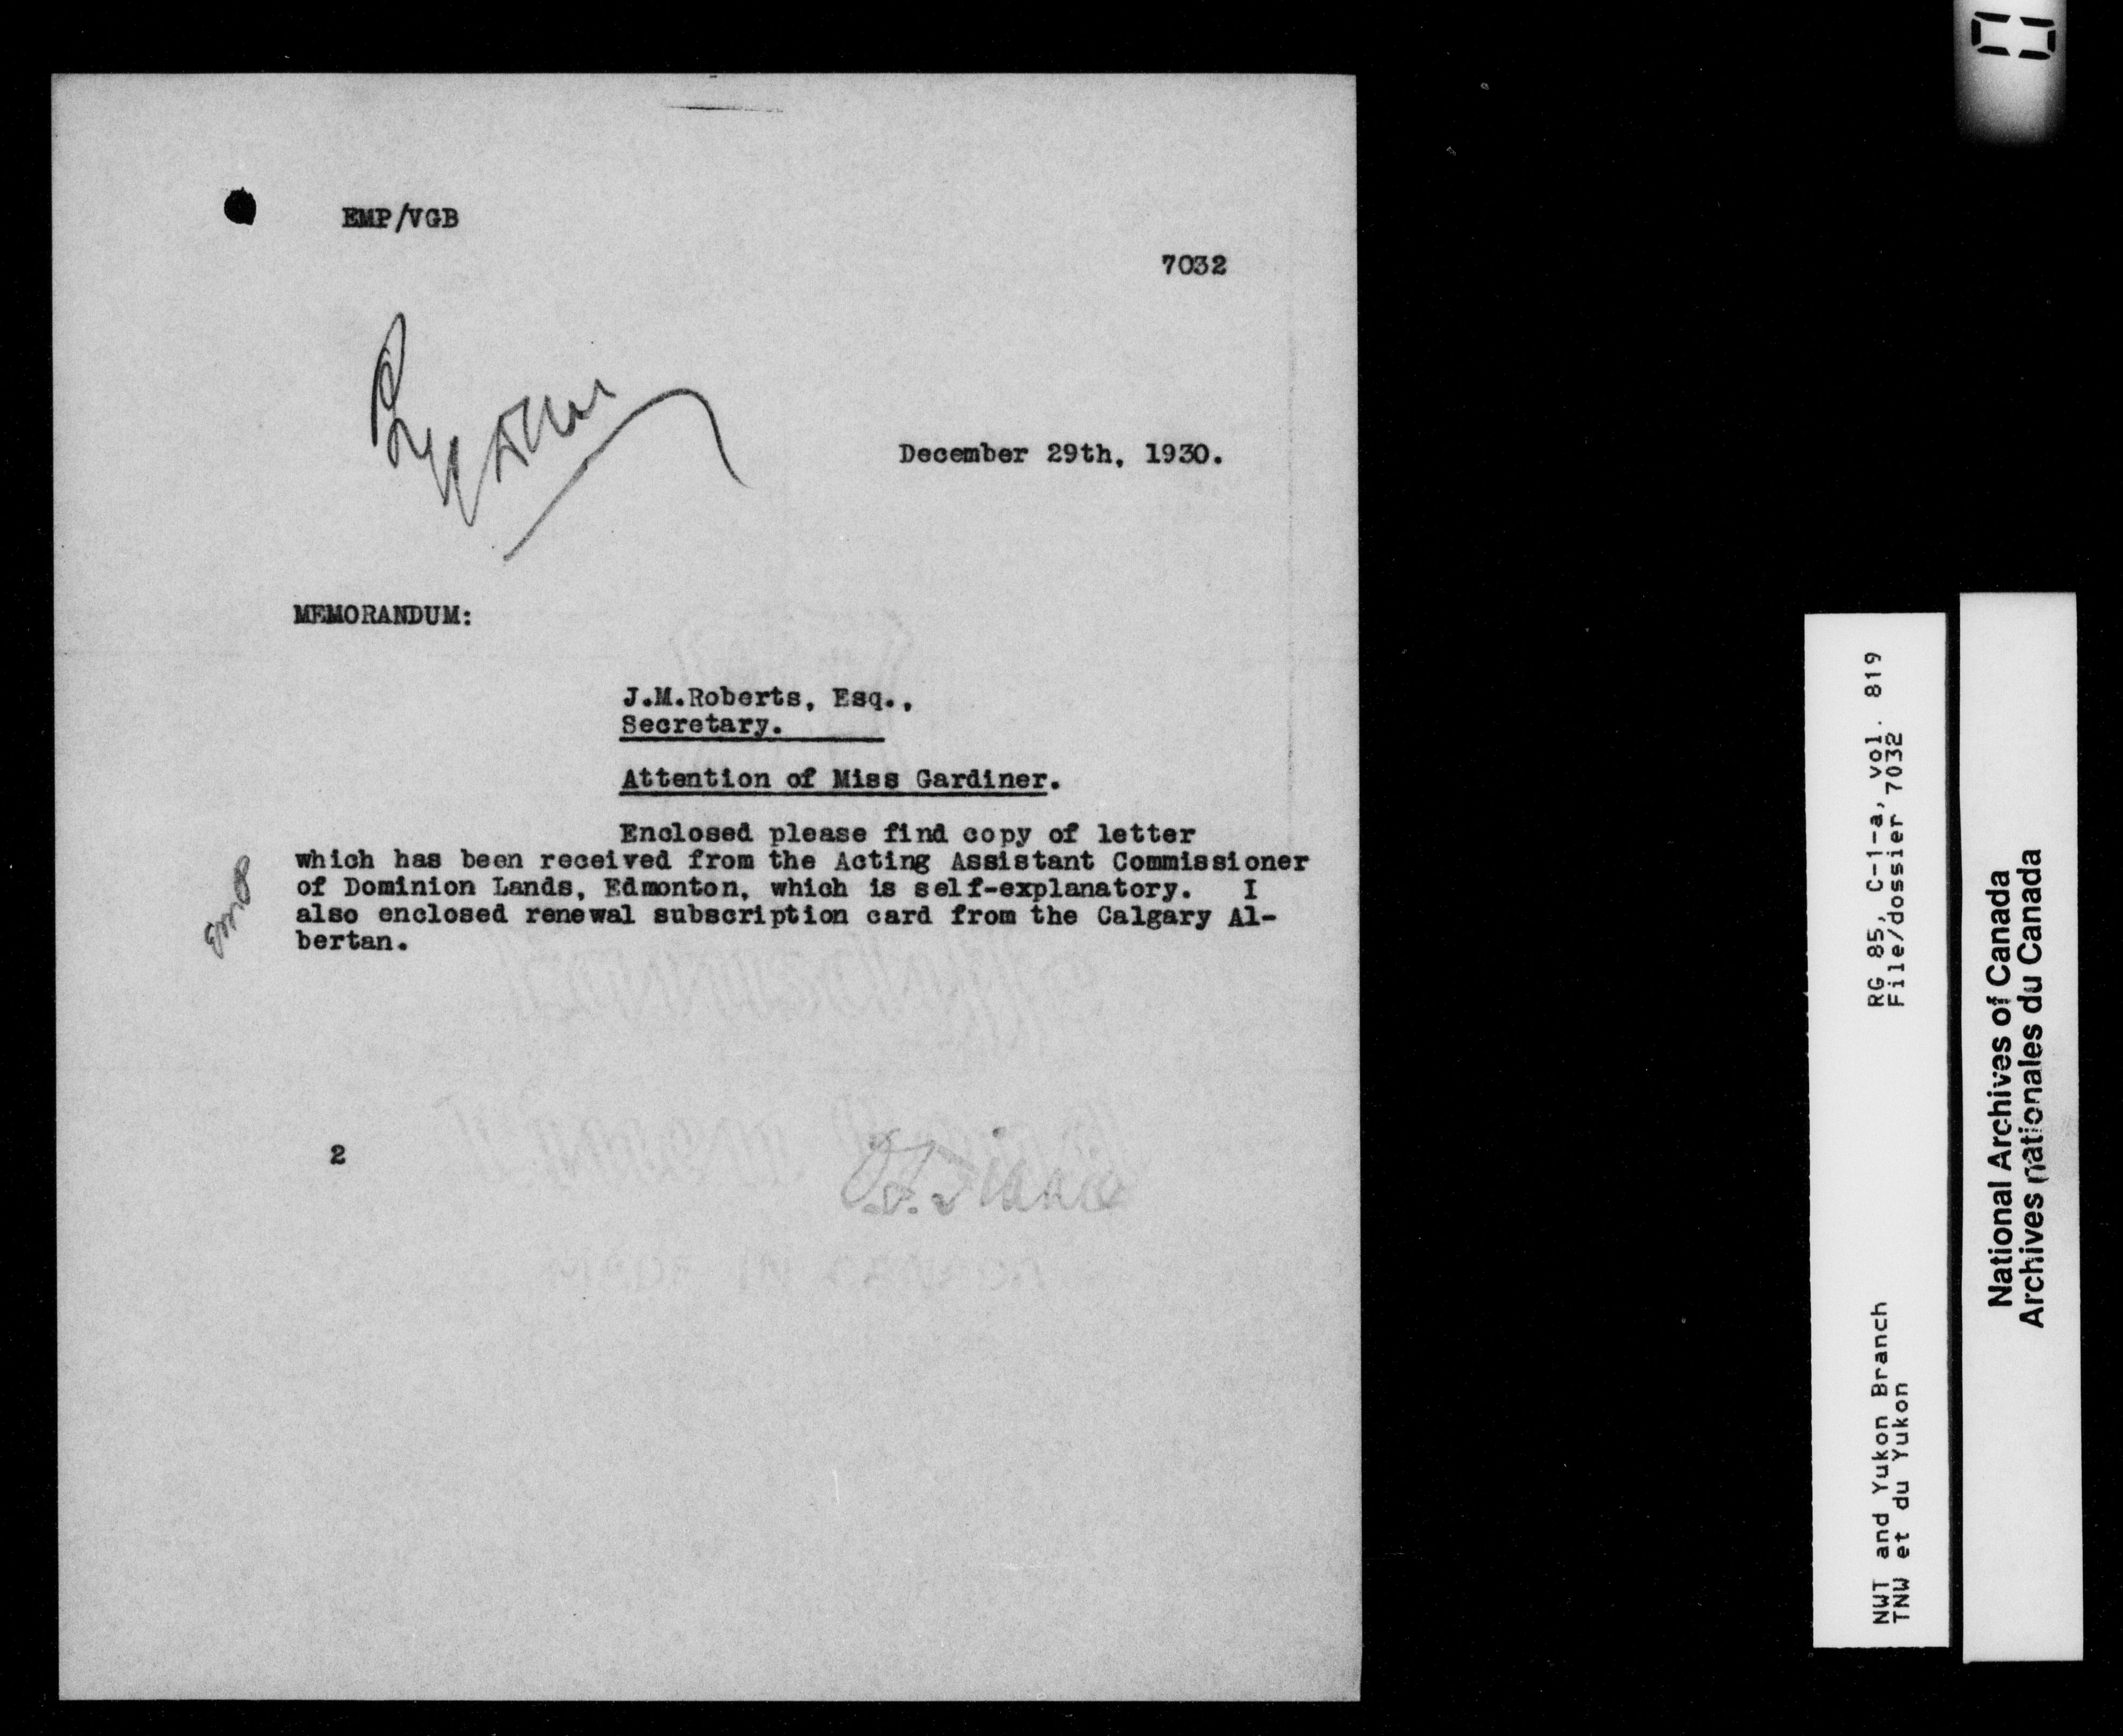 EMP/VGB
7032
December 29th, 1930.
MEMORANDUM:
J.M.Roberts, Esq.,
Secretary.
Attention of Miss Gardiner.
Enclosed please find copy of letter
which has been received from the Acting Assistant Commissioner
of Dominion Lands, Edmonton, which is self-explanatory. I
also enclosed renewal subscription card from the Calgary Al-
bertan.
EMP
2
RG 85, C-1-a, vol. 819
File/dossier 7032
NWT and Yukon Branch
TNW et du Yukon
National Archives of Canada
Archives nationales du Canada